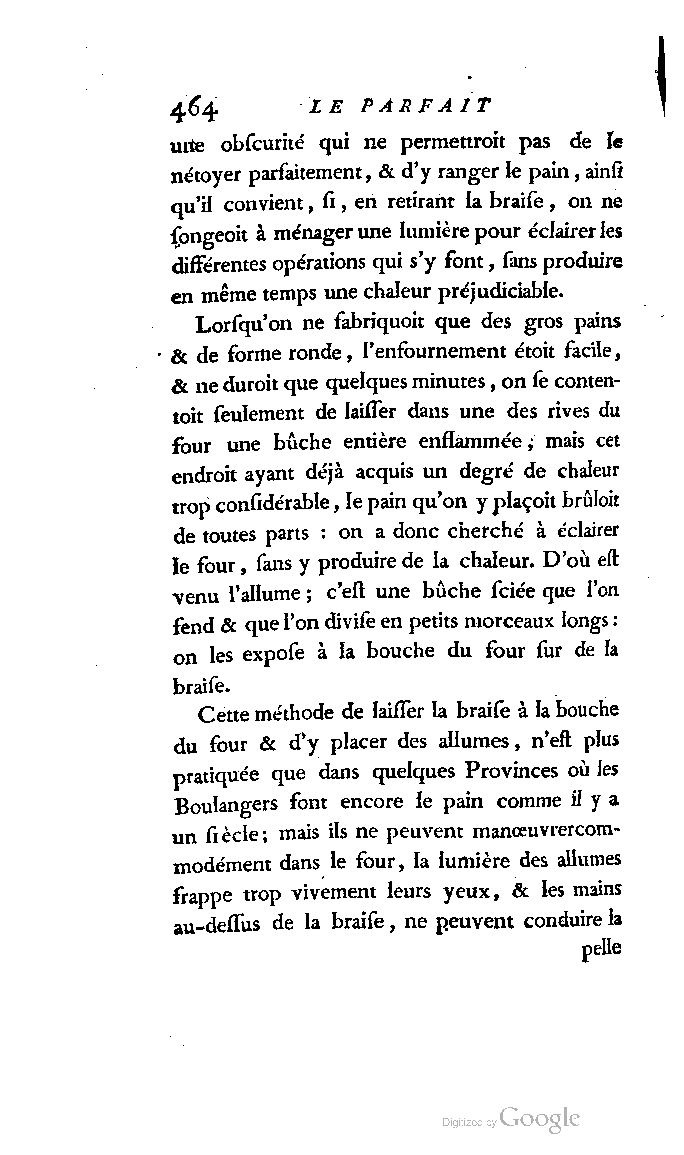 464 LE PARFAIT
une obſcurité qui ne permettroit pas de le
nétoyer parfaitement, & d'y ranger le pain, ainſi
qu'il convient, ſi, en retirant la braiſe, on ne
ſongeoit à ménager une lumière pour éclairer les
différentes opérations qui s'y font, ſans produire
en même temps une chaleur préjudiciable.
Lorſqu'on ne fabriquoit que des gros pains
& de forme ronde, l'enfournement étoit facile,
& ne duroit que quelques minutes, on ſe conten-
toit ſeulement de laiſſer dans une des rives du
four une bûche entière enflammée; mais cet
endroit ayant déjà acquis un degré de chaleur
trop conſidérable, le pain qu'on y plaçoit brûloit
de toutes parts : on a donc cherché à éclairer
le four, ſans y produire de la chaleur. D'où eſt
venu l'allume; c'eſt une bûche ſciée que l'on
fend & que l'on diviſe en petits morceaux longs :
on les expoſe à la bouche du four ſur de la
braiſe.
Cette méthode de laiſſer la braiſe à la bouche
du four & d'y placer des allumes, n'eſt plus
pratiquée que dans quelques Provinces où les
Boulangers font encore le pain comme il y a
un ſiècle; mais ils ne peuvent manœuvrer com-
modément dans le four, la lumière des allumes
frappe trop vivement leurs yeux, & les mains
au-deſſus de la braiſe, ne peuvent conduire la
pelle
Digitized by Google